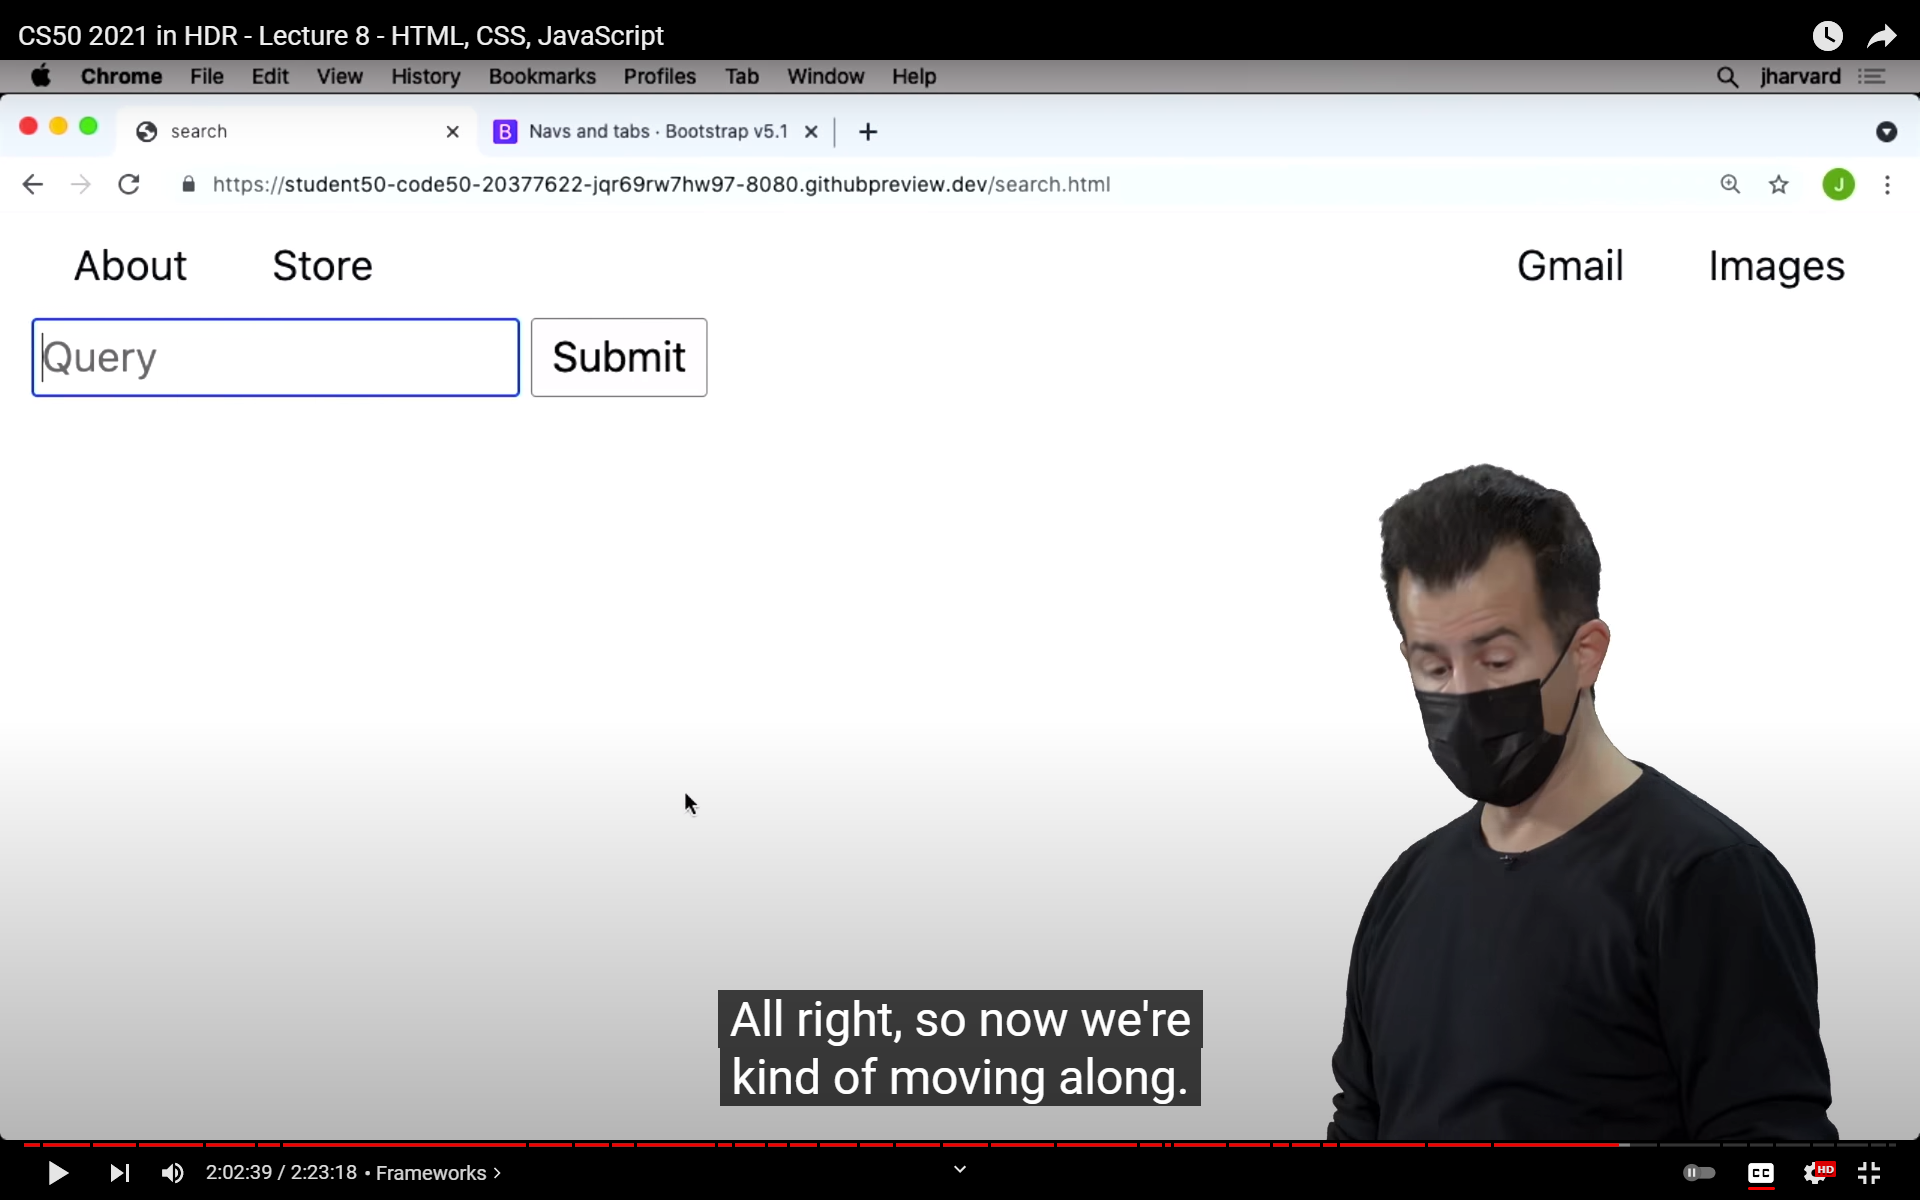 CS50 2021 in HDR - Lecture 8 - HTML, CSS, JavaScript
Chrome File Edit View History Bookmarks Profiles Tab Window Help jharvard
search B Navs and tabs · Bootstrap v5.1
https://student50-code50-20377622-jqr69rw7hw97-8080.githubpreview.dev/search.html J
About Store Gmail Images
Query Submit
All right, so now we're
kind of moving along.
2:02:39 / 2:23:18 • Frameworks CC HD